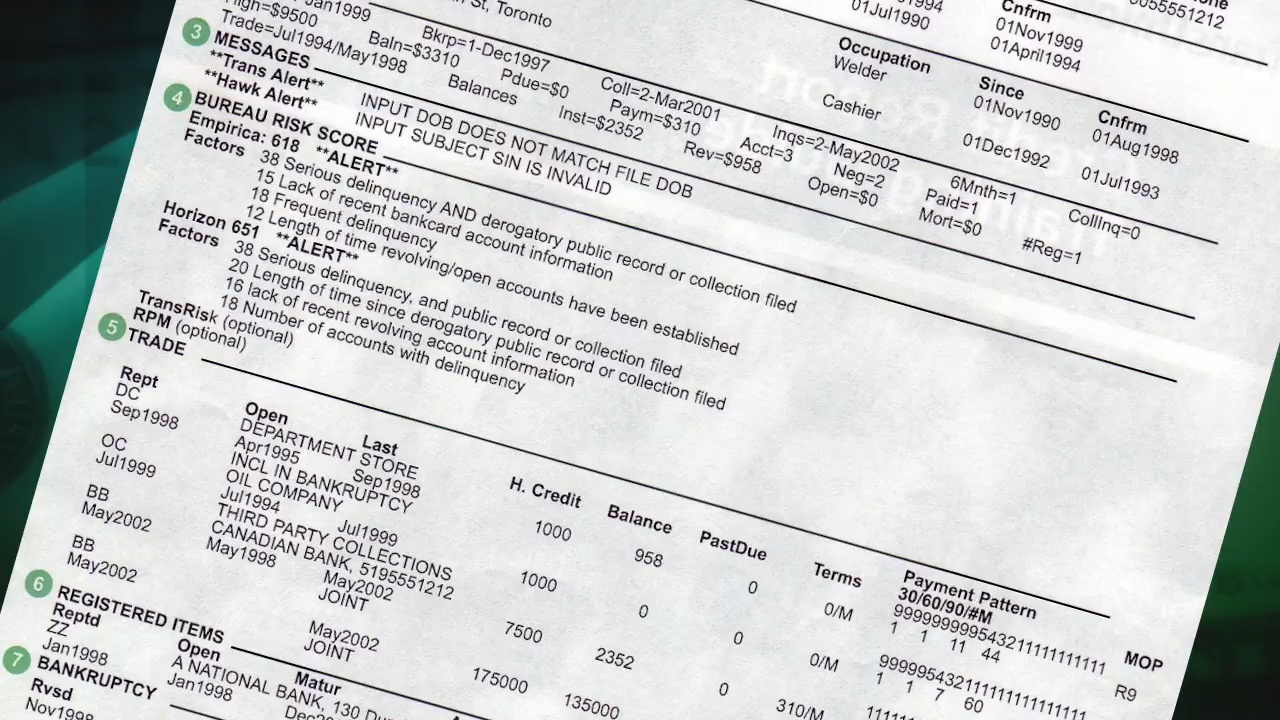 Cnfrm
0055551212
01Jul1990
01Nov1999
01April1994
St, Toronto
High=$9500
Bkrp=1-Dec1997
Coll=2-Mar2001
Inqs=2-May2002
6Mnth=1
CollInq=0
Trade=Jul1994/May1998
Baln=$3310
Pdue=$0
Paym=$310
Acct=3
Neg=2
Paid=1
#Reg=1
Balances
Inst=$2352
Rev=$958
Open=$0
Mort=$0
Occupation
Since
Cnfrm
Welder
01Nov1990
01Aug1998
Cashier
01Dec1992
01Jul1993
3 MESSAGES
**Trans Alert** INPUT DOB DOES NOT MATCH FILE DOB
**Hawk Alert** INPUT SUBJECT SIN IS INVALID
4 BUREAU RISK SCORE
Empirica: 618 **ALERT**
Factors 38 Serious delinquency AND derogatory public record or collection filed
15 Lack of recent bankcard account information
18 Frequent delinquency
12 Length of time revolving/open accounts have been established
Horizon 651 **ALERT**
Factors 38 Serious delinquency, and public record or collection filed
20 Length of time since derogatory public record or collection filed
16 lack of recent revolving account information
18 Number of accounts with delinquency
TransRisk (optional)
RPM (optional)
5 TRADE
Rept Open Last H. Credit Balance PastDue Terms Payment Pattern
30/60/90/#M MOP
DC DEPARTMENT STORE
Sep1998 Apr1995 Sep1998 1000 958 0 0/M 99999999954321111111111 R9
INCL IN BANKRUPTCY 1 1 11 44
OC OIL COMPANY
Jul1999 Jul1994 Jul1999 1000 0 0 0/M
THIRD PARTY COLLECTIONS 1 1 7 60
BB CANADIAN BANK, 5195551212
May2002 May1998 May2002 7500 2352 0 310/M
JOINT
BB
May2002 May2002 175000 135000
JOINT
6 REGISTERED ITEMS
Reptd Open Matur
ZZ A NATIONAL BANK, 130
Jan1998 Jan1998
7 BANKRUPTCY
Rvsd
Nov1998